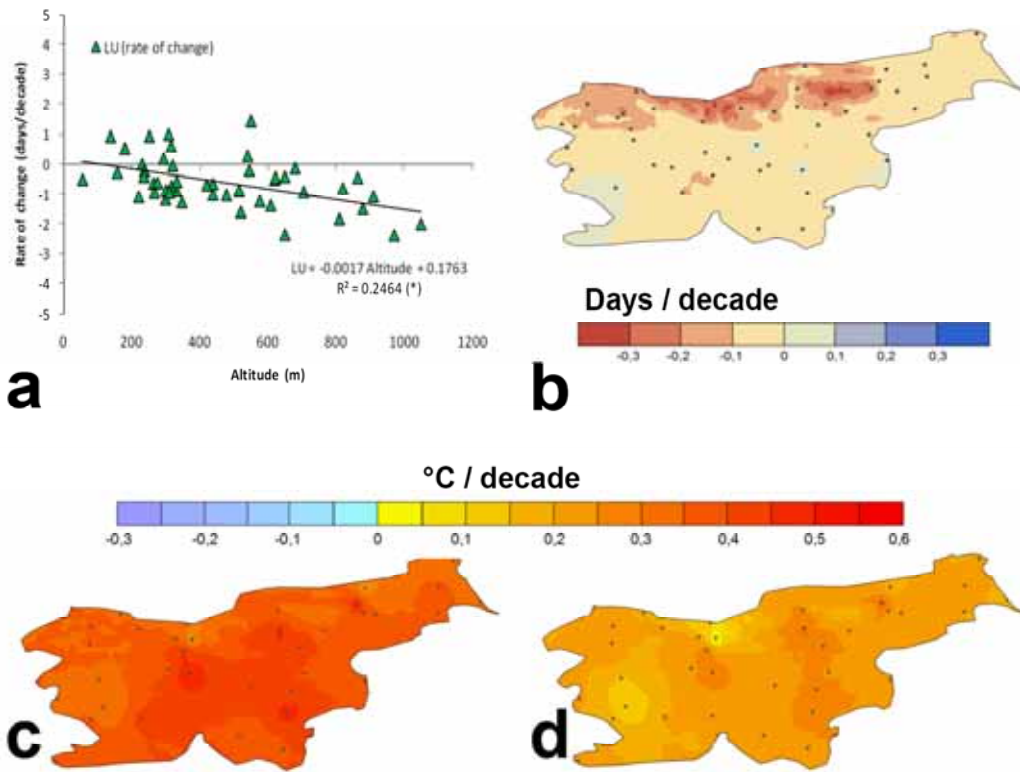 5
4
3
2
1
0
-1
-2
-3
-4
-5
Rate of change (days/decade)
LU (rate of change)
LU = -0.0017 Altitude + 0.1763
R² = 0.2464 (*)
0 200 400 600 800 1000 1200
Altitude (m)
a
Days / decade
-0,3 -0,2 -0,1 0 0,1 0,2 0,3
b
°C / decade
-0,3 -0,2 -0,1 0 0,1 0,2 0,3 0,4 0,5 0,6
c
d